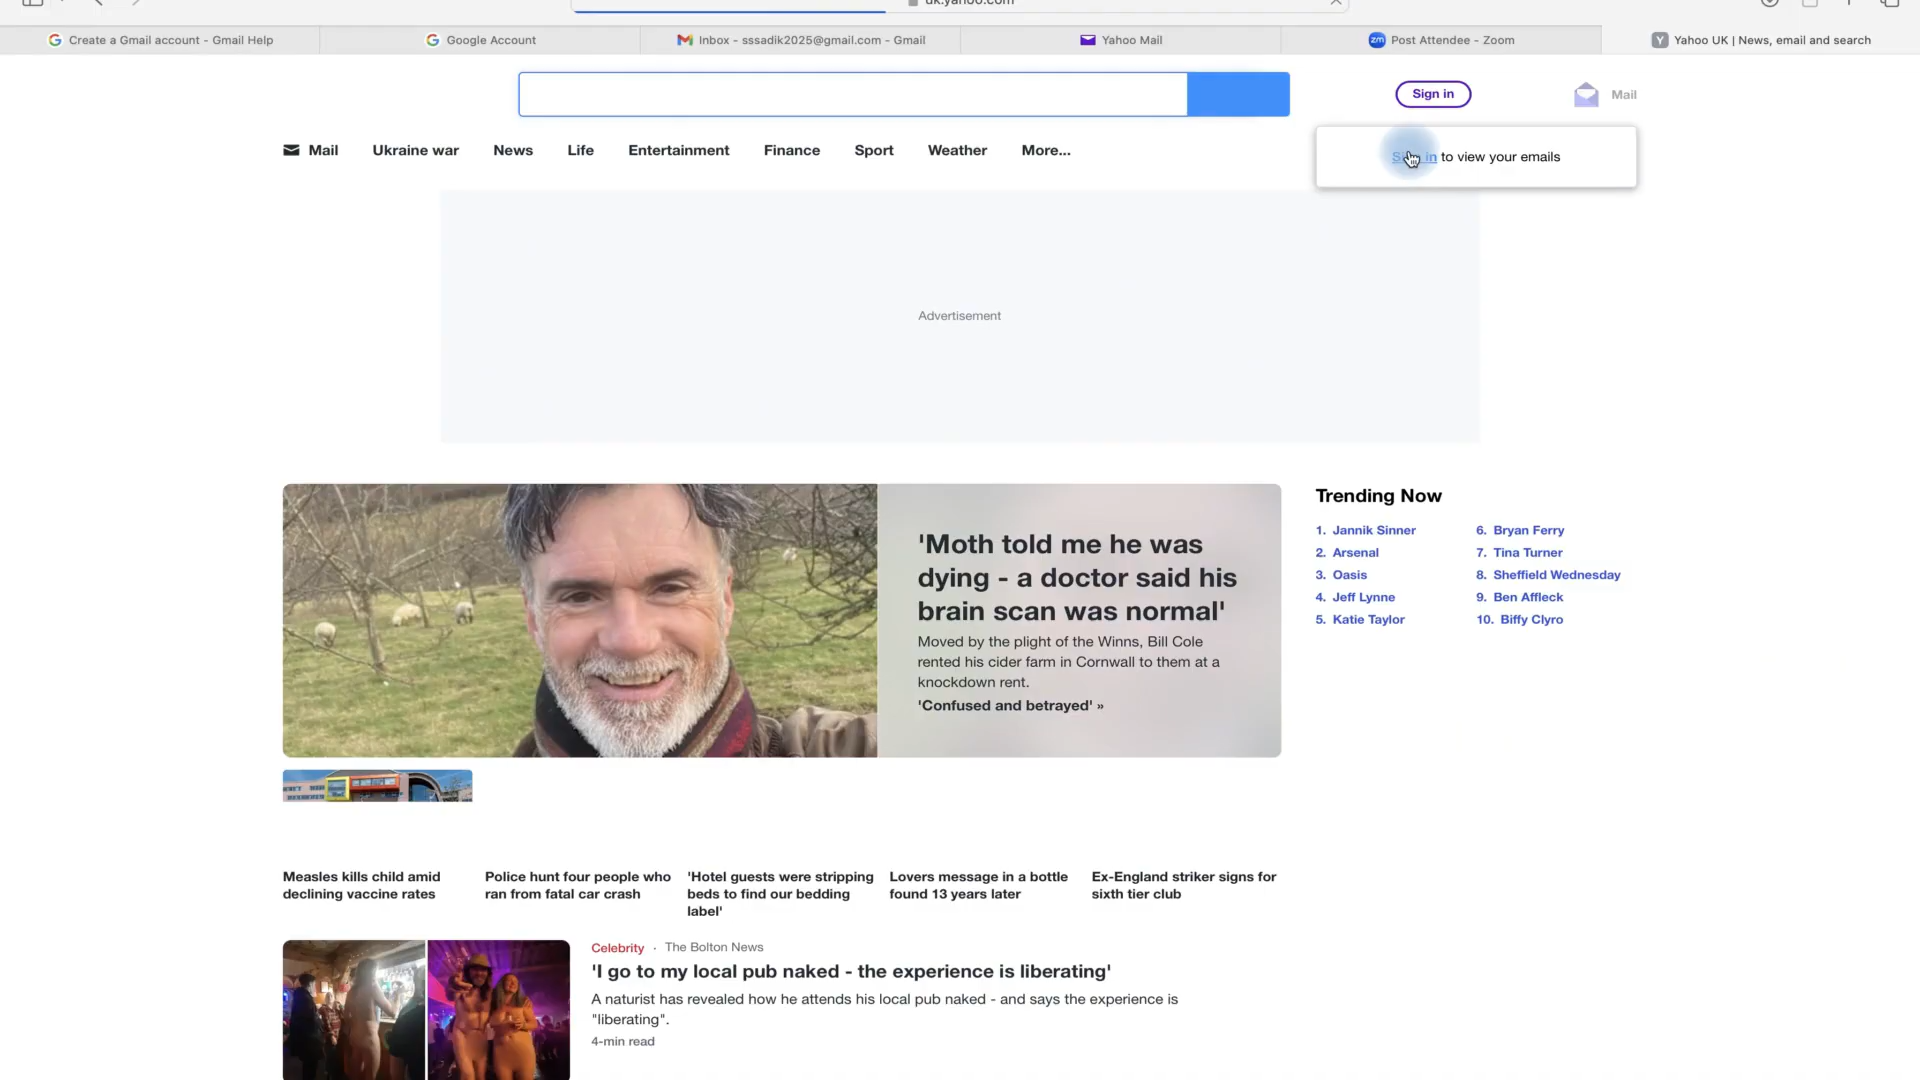 uk.yahoo.com
Create a Gmail account - Gmail Help
Google Account
Inbox - sssadik2025@gmail.com - Gmail
Yahoo Mail
zm Post Attendee - Zoom
Y Yahoo UK | News, email and search
Sign in
Mail
Mail
Ukraine war
News
Life
Entertainment
Finance
Sport
Weather
More...
Sign in to view your emails
Advertisement
'Moth told me he was
dying - a doctor said his
brain scan was normal'
Moved by the plight of the Winns, Bill Cole
rented his cider farm in Cornwall to them at a
knockdown rent.
'Confused and betrayed' »
Trending Now
1. Jannik Sinner
2. Arsenal
3. Oasis
4. Jeff Lynne
5. Katie Taylor
6. Bryan Ferry
7. Tina Turner
8. Sheffield Wednesday
9. Ben Affleck
10. Biffy Clyro
Measles kills child amid
declining vaccine rates
Police hunt four people who
ran from fatal car crash
'Hotel guests were stripping
beds to find our bedding
label'
Lovers message in a bottle
found 13 years later
Ex-England striker signs for
sixth tier club
Celebrity · The Bolton News
'I go to my local pub naked - the experience is liberating'
A naturist has revealed how he attends his local pub naked - and says the experience is
"liberating".
4-min read